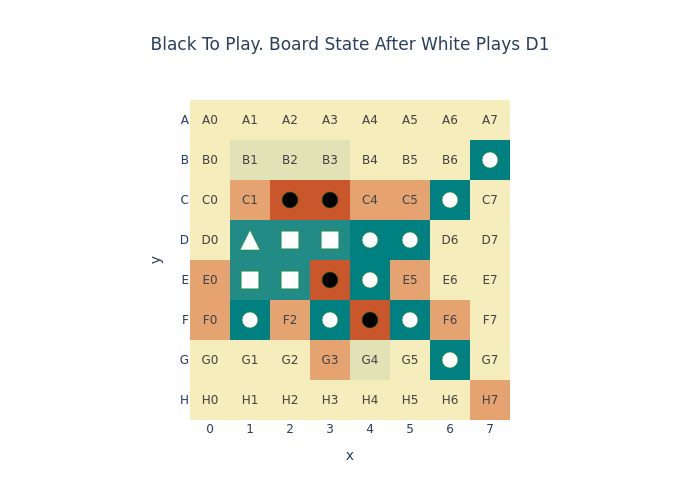 Black To Play. Board State After White Plays D1
A A0 A1 A2 A3 A4 A5 A6 A7
B B0 B1 B2 B3 B4 B5 B6
C C0 C1 C4 C5 C7
D D0 D6 D7
E E0 E5 E6 E7
F F0 F2 F6 F7
G G0 G1 G2 G3 G4 G5 G7
H H0 H1 H2 H3 H4 H5 H6 H7
0 1 2 3 4 5 6 7
x
y